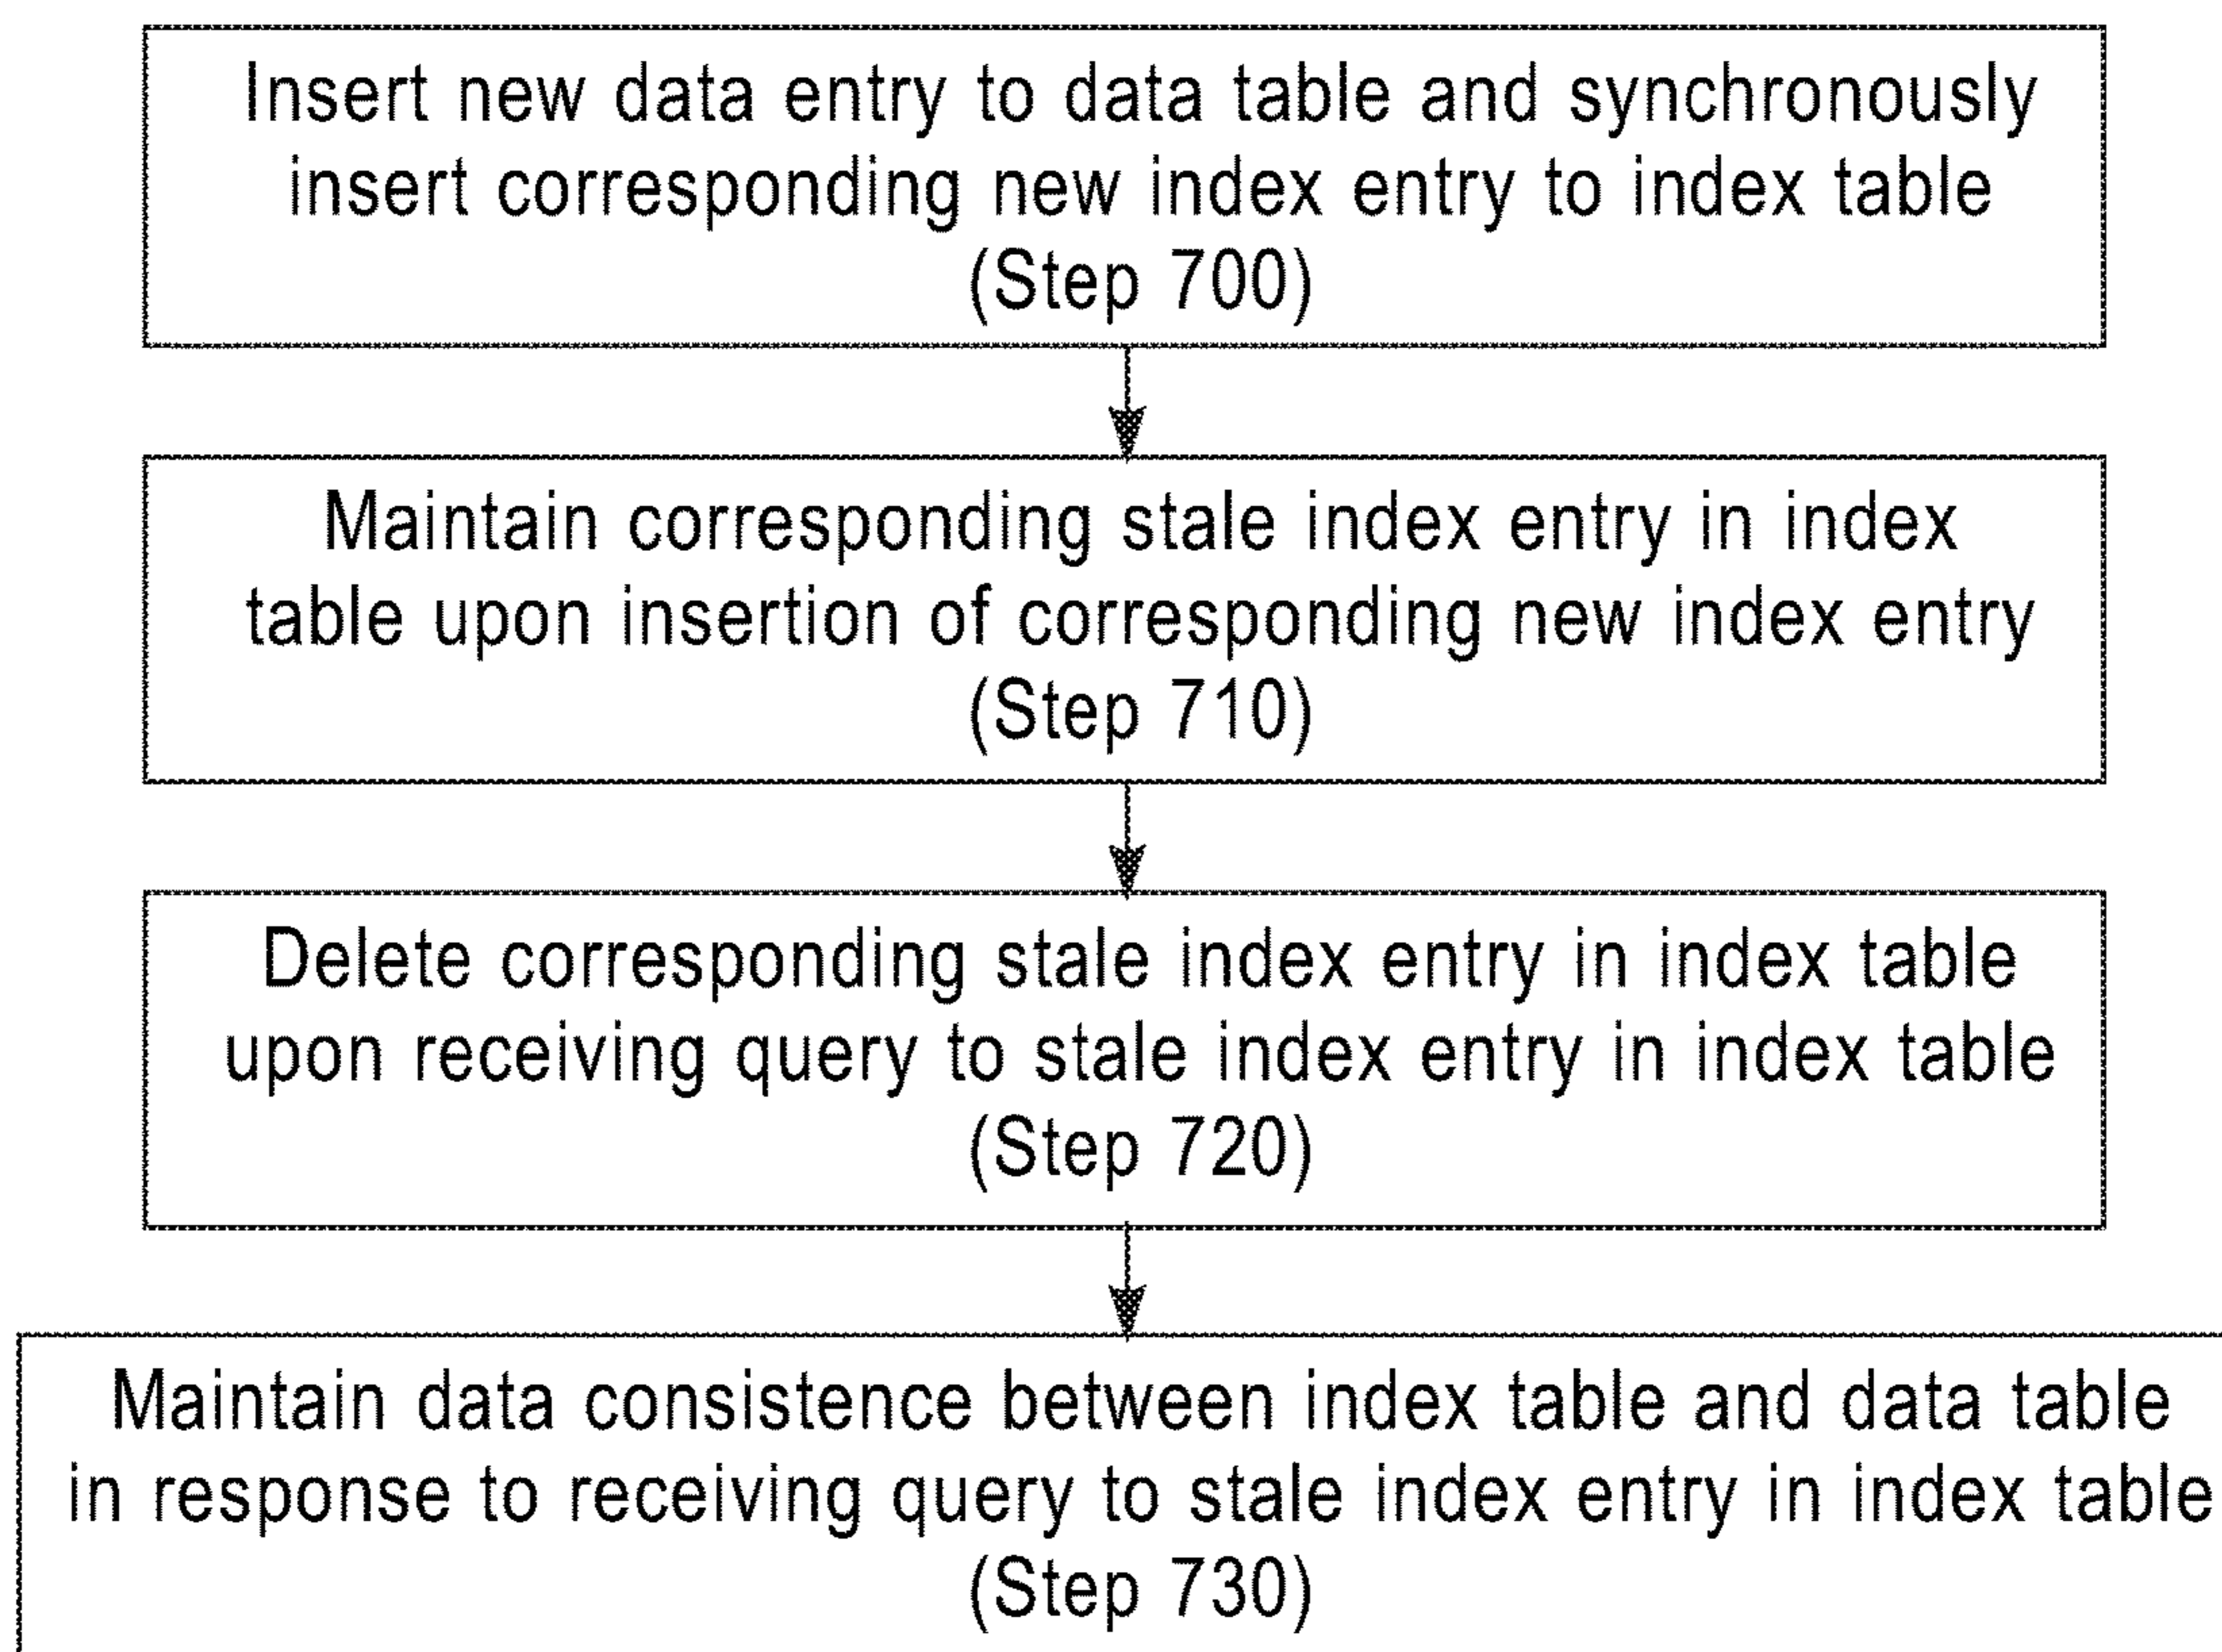 Insert new data entry to data table and synchronously
insert corresponding new index entry to index table
(Step 700)
Maintain corresponding stale index entry in index
table upon insertion of corresponding new index entry
(Step 710)
Delete corresponding stale index entry in index table
upon receiving query to stale index entry in index table
(Step 720)
Maintain data consistence between index table and data table
in response to receiving query to stale index entry in index table
(Step 730)